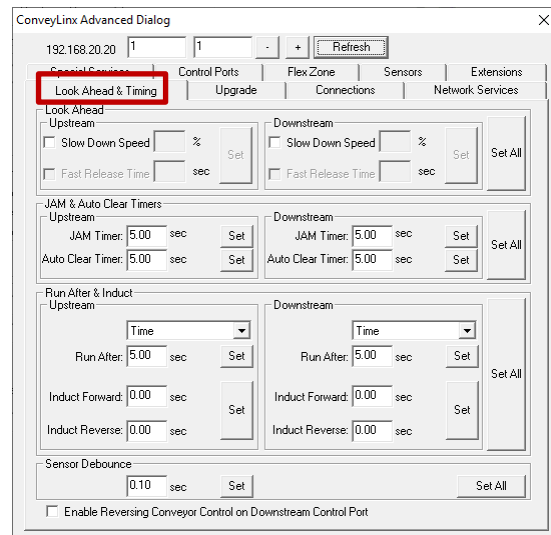 ConveyLinx Advanced Dialog
192.168.20.20 1 1 - + Refresh
Special Services Control Ports Flex Zone Sensors Extensions
Look Ahead & Timing Upgrade Connections Network Services
Look Ahead
Upstream Downstream
Slow Down Speed % Set Slow Down Speed % Set Set All
Fast Release Time sec Fast Release Time sec
JAM & Auto Clear Timers
Upstream Downstream
JAM Timer: 5.00 sec Set JAM Timer: 5.00 sec Set Set All
Auto Clear Timer: 5.00 sec Set Auto Clear Timer: 5.00 sec Set
Run After & Induct
Upstream Downstream
Time Time
Run After: 5.00 sec Set Run After: 5.00 sec Set Set All
Induct Forward: 0.00 sec Set Induct Forward: 0.00 sec Set
Induct Reverse: 0.00 sec Induct Reverse: 0.00 sec
Sensor Debounce
0.10 sec Set Set All
Enable Reversing Conveyor Control on Downstream Control Port